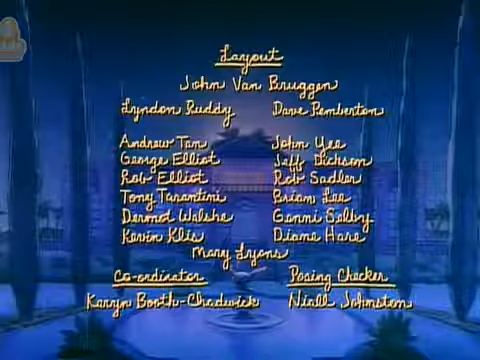 Layout
John Van Bruggen
Lyndon Ruddy Dave Pemberton
Andrew Tan John Yee
George Elliot Jeff Dickson
Rob Elliot Rob Sadler
Tony Tarantini Brian Lee
Dermot Walshe Genni Selby
Kevin Klis Diane Hare
Mary Lyons
Co-ordinator Posing Checker
Karyn Booth-Chadwick Niall Johnston